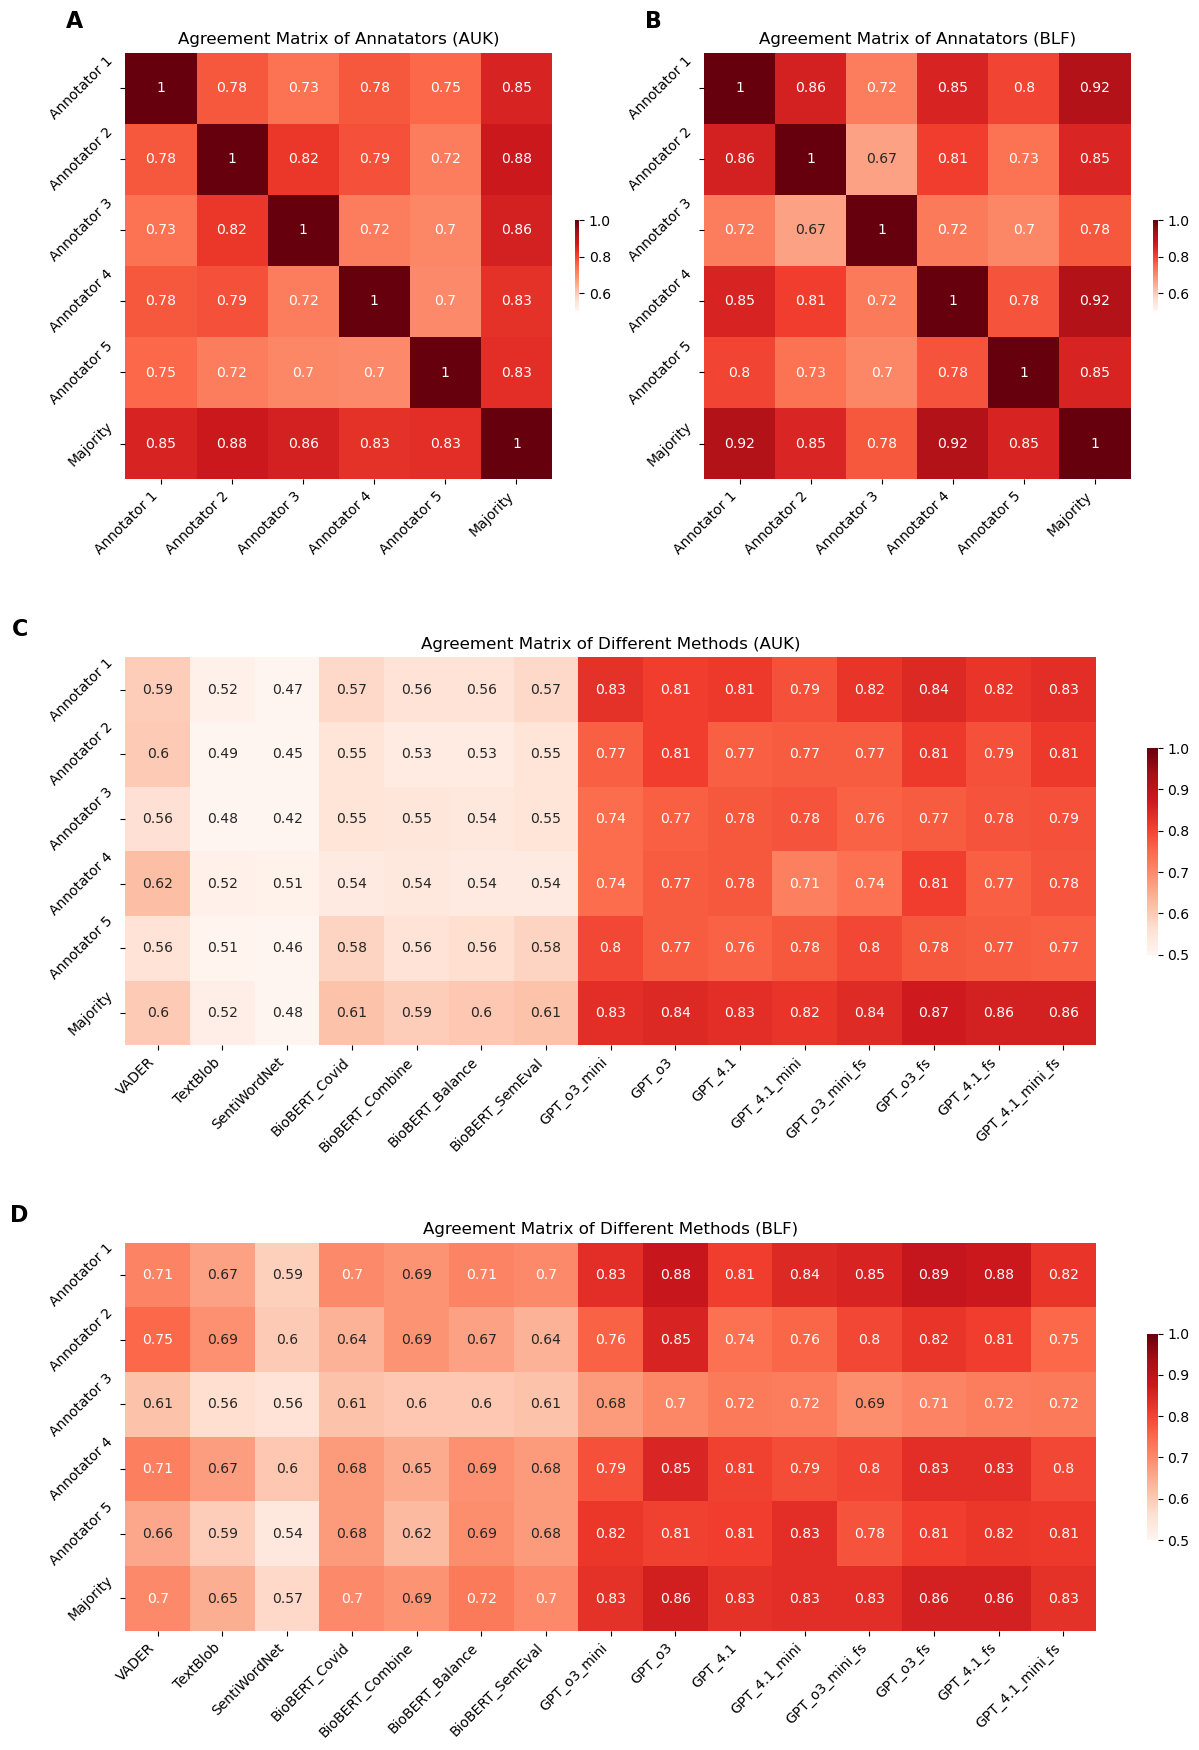 A
Agreement Matrix of Annatators (AUK)
Annotator 1 1 0.78 0.73 0.78 0.75 0.85
Annotator 2 0.78 1 0.82 0.79 0.72 0.88
Annotator 3 0.73 0.82 1 0.72 0.7 0.86
Annotator 4 0.78 0.79 0.72 1 0.7 0.83
Annotator 5 0.75 0.72 0.7 0.7 1 0.83
Majority 0.85 0.88 0.86 0.83 0.83 1
Annotator 1 Annotator 2 Annotator 3 Annotator 4 Annotator 5 Majority
1.0
0.8
0.6
B
Agreement Matrix of Annatators (BLF)
Annotator 1 1 0.86 0.72 0.85 0.8 0.92
Annotator 2 0.86 1 0.67 0.81 0.73 0.85
Annotator 3 0.72 0.67 1 0.72 0.7 0.78
Annotator 4 0.85 0.81 0.72 1 0.78 0.92
Annotator 5 0.8 0.73 0.7 0.78 1 0.85
Majority 0.92 0.85 0.78 0.92 0.85 1
Annotator 1 Annotator 2 Annotator 3 Annotator 4 Annotator 5 Majority
1.0
0.8
0.6
C
Agreement Matrix of Different Methods (AUK)
Annotator 1 0.59 0.52 0.47 0.57 0.56 0.56 0.57 0.83 0.81 0.81 0.79 0.82 0.84 0.82 0.83
Annotator 2 0.6 0.49 0.45 0.55 0.53 0.53 0.55 0.77 0.81 0.77 0.77 0.77 0.81 0.79 0.81
Annotator 3 0.56 0.48 0.42 0.55 0.55 0.54 0.55 0.74 0.77 0.78 0.78 0.76 0.77 0.78 0.79
Annotator 4 0.62 0.52 0.51 0.54 0.54 0.54 0.54 0.74 0.77 0.78 0.71 0.74 0.81 0.77 0.78
Annotator 5 0.56 0.51 0.46 0.58 0.56 0.56 0.58 0.8 0.77 0.76 0.78 0.8 0.78 0.77 0.77
Majority 0.6 0.52 0.48 0.61 0.59 0.6 0.61 0.83 0.84 0.83 0.82 0.84 0.87 0.86 0.86
VADER TextBlob SentiWordNet BioBERT_Covid BioBERT_Combine BioBERT_Balance BioBERT_SemEval GPT_o3_mini GPT_o3 GPT_4.1 GPT_4.1_mini GPT_o3_mini_fs GPT_o3_fs GPT_4.1_fs GPT_4.1_mini_fs
1.0
0.9
0.8
0.7
0.6
0.5
D
Agreement Matrix of Different Methods (BLF)
Annotator 1 0.71 0.67 0.59 0.7 0.69 0.71 0.7 0.83 0.88 0.81 0.84 0.85 0.89 0.88 0.82
Annotator 2 0.75 0.69 0.6 0.64 0.69 0.67 0.64 0.76 0.85 0.74 0.76 0.8 0.82 0.81 0.75
Annotator 3 0.61 0.56 0.56 0.61 0.6 0.6 0.61 0.68 0.7 0.72 0.72 0.69 0.71 0.72 0.72
Annotator 4 0.71 0.67 0.6 0.68 0.65 0.69 0.68 0.79 0.85 0.81 0.79 0.8 0.83 0.83 0.8
Annotator 5 0.66 0.59 0.54 0.68 0.62 0.69 0.68 0.82 0.81 0.81 0.83 0.78 0.81 0.82 0.81
Majority 0.7 0.65 0.57 0.7 0.69 0.72 0.7 0.83 0.86 0.83 0.83 0.83 0.86 0.86 0.83
VADER TextBlob SentiWordNet BioBERT_Covid BioBERT_Combine BioBERT_Balance BioBERT_SemEval GPT_o3_mini GPT_o3 GPT_4.1 GPT_4.1_mini GPT_o3_mini_fs GPT_o3_fs GPT_4.1_fs GPT_4.1_mini_fs
1.0
0.9
0.8
0.7
0.6
0.5